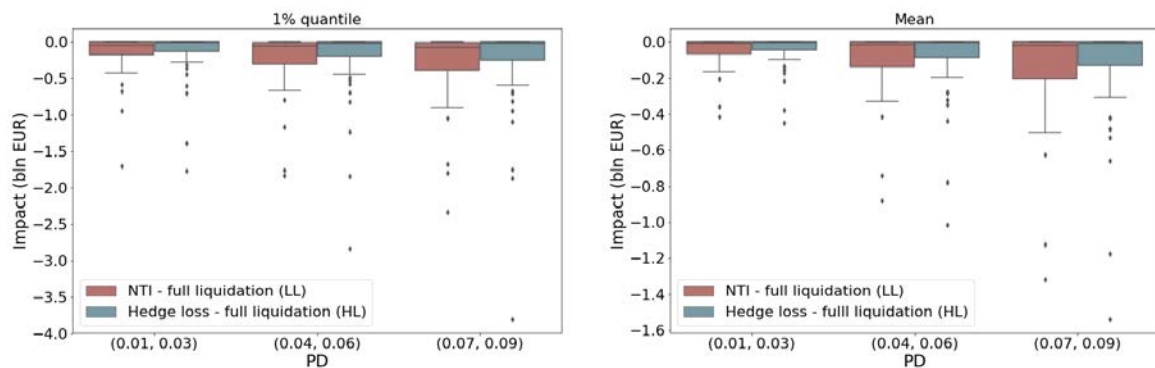 1% quantile
Impact (bln EUR)
0.0
−0.5
−1.0
−1.5
−2.0
−2.5
−3.0
−3.5
−4.0
NTI - full liquidation (LL)
Hedge loss - fulll liquidation (HL)
(0.01, 0.03) (0.04, 0.06) (0.07, 0.09)
PD
Mean
Impact (bln EUR)
0.0
−0.2
−0.4
−0.6
−0.8
−1.0
−1.2
−1.4
−1.6
NTI - full liquidation (LL)
Hedge loss - fulll liquidation (HL)
(0.01, 0.03) (0.04, 0.06) (0.07, 0.09)
PD